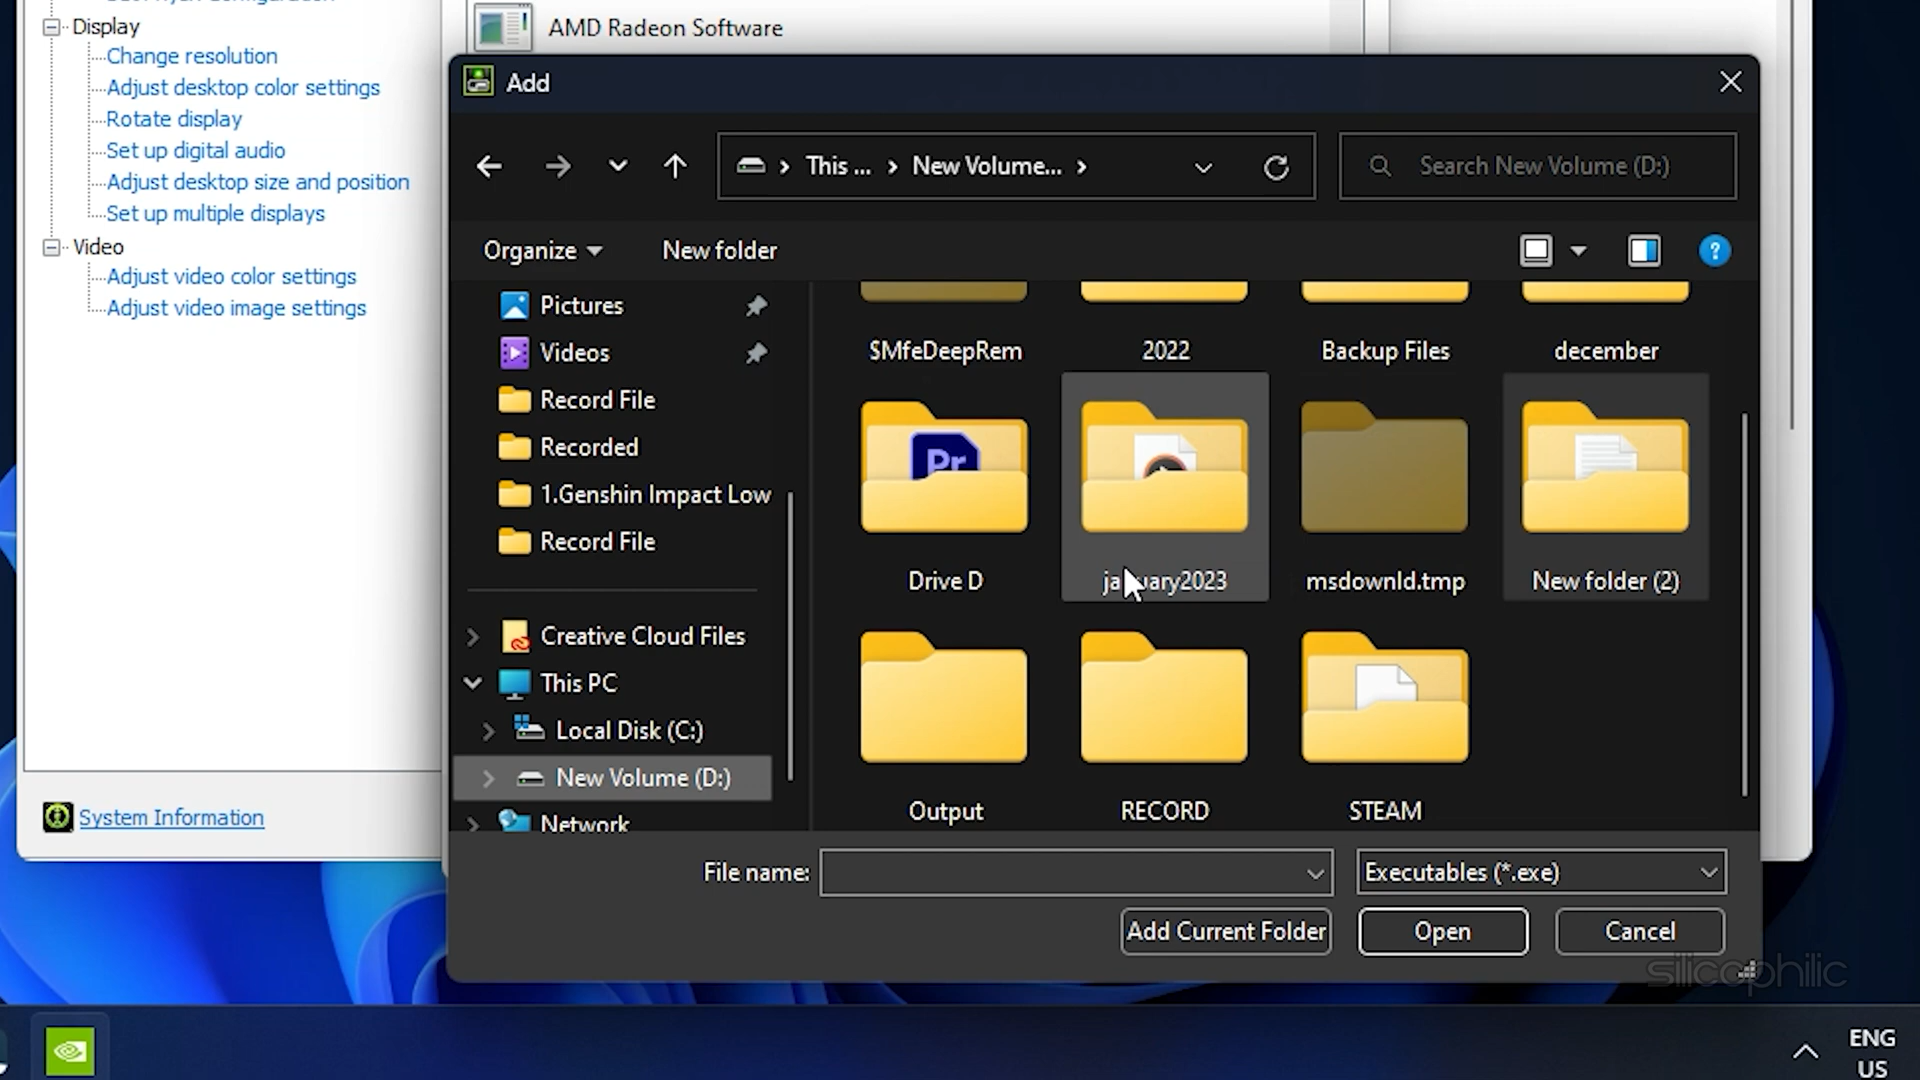 Display
Change resolution
Adjust desktop color settings
Rotate display
Set up digital audio
Adjust desktop size and position
Set up multiple displays
Video
Adjust video color settings
Adjust video image settings
System Information
AMD Radeon Software
Add
This ... New Volume...
Search New Volume (D:)
Organize
New folder
?
Pictures
Videos
Record File
Recorded
1.Genshin Impact Low
Record File
Creative Cloud Files
This PC
Local Disk (C:)
New Volume (D:)
Network
$MfeDeepRem
2022
Backup Files
december
Pr
Drive D
january2023
msdownld.tmp
New folder (2)
Output
RECORD
STEAM
File name:
Executables (*.exe)
Add Current Folder
Open
Cancel
silicophilic
ENG
US